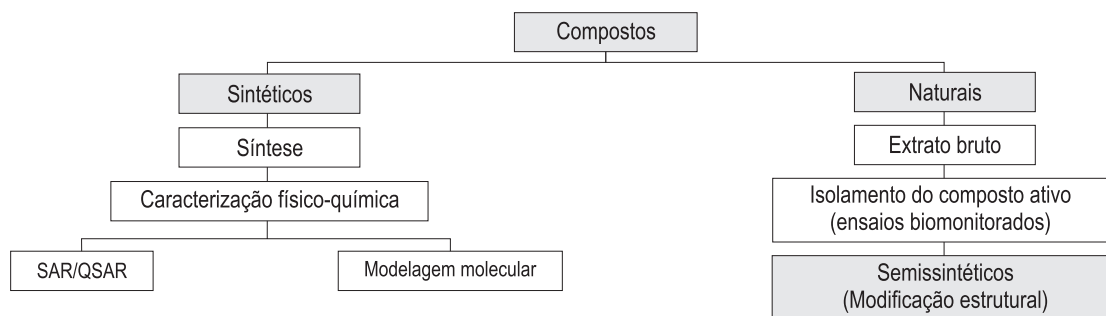 Compostos
Sintéticos
Naturais
Síntese
Extrato bruto
Caracterização físico-química
Isolamento do composto ativo
(ensaios biomonitorados)
SAR/QSAR
Modelagem molecular
Semissintéticos
(Modificação estrutural)